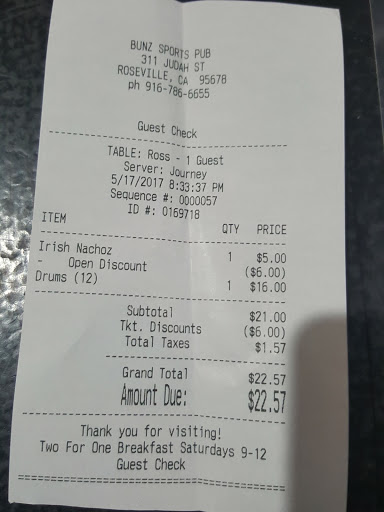 BUNZ SPORTS PUB
311 JUDAH ST
ROSEVILLE, CA 95678
ph 916-786-6655
Guest Check
TABLE: Ross - 1 Guest
Server: Journey
5/17/2017 8:33:37 PM
Sequence #: 0000057
ID #: 0169718
ITEM QTY PRICE
Irish Nachoz 1 $5.00
- Open Discount ($6.00)
Drums (12) 1 $16.00
Subtotal $21.00
Tkt. Discounts ($6.00)
Total Taxes $1.57
Grand Total $22.57
Amount Due: $22.57
Thank you for visiting!
Two For One Breakfast Saturdays 9-12
Guest Check